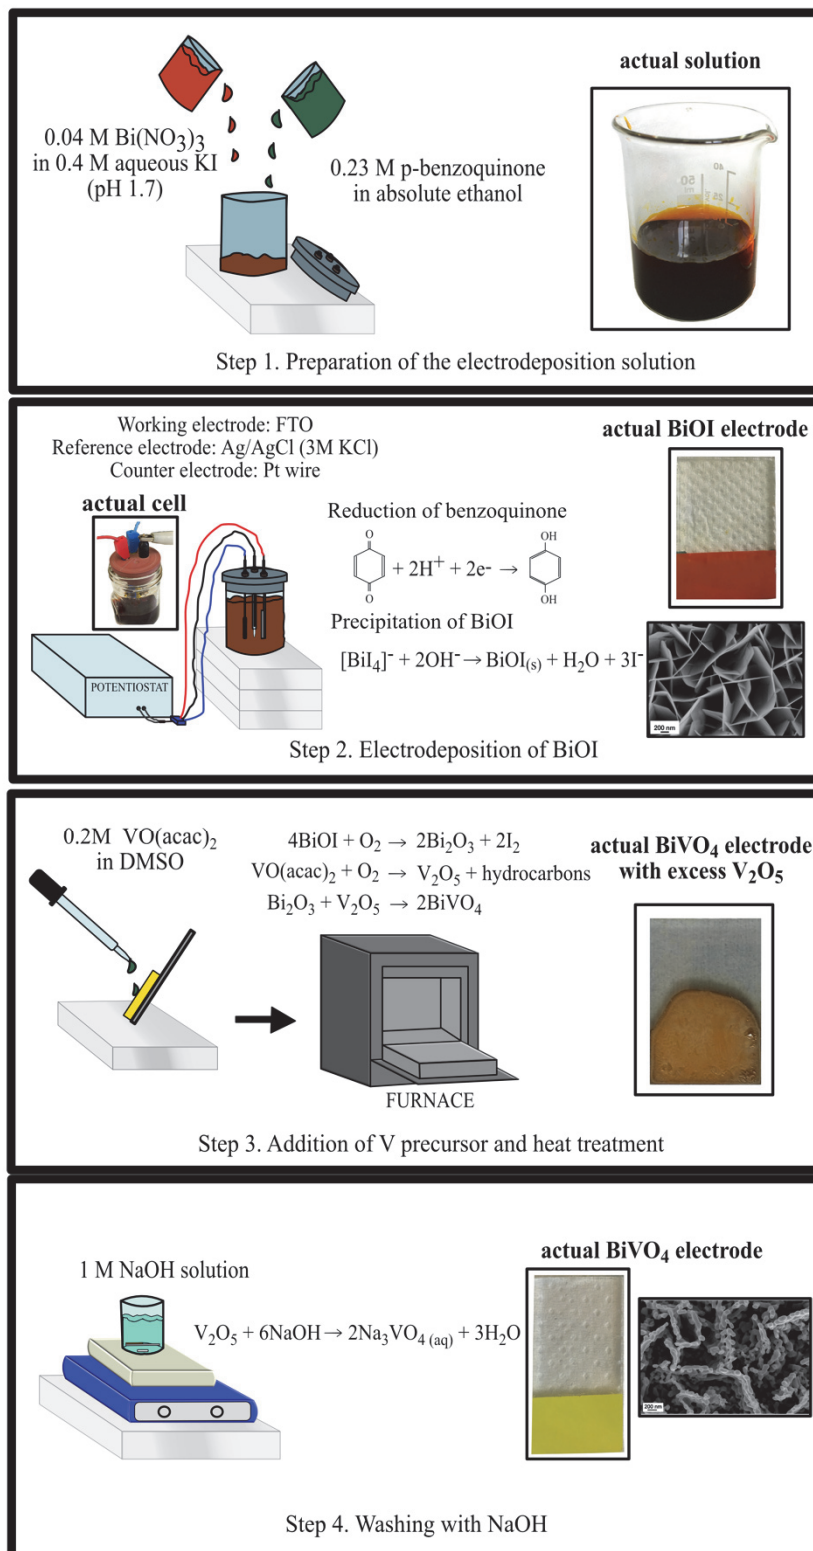 actual solution
0.04 M Bi(NO₃)₃
in 0.4 M aqueous KI
(pH 1.7)
0.23 M p-benzoquinone
in absolute ethanol
40
50
25
Step 1. Preparation of the electrodeposition solution
Working electrode: FTO
Reference electrode: Ag/AgCl (3M KCl)
Counter electrode: Pt wire
actual cell
actual BiOI electrode
Reduction of benzoquinone
O
O
+ 2H⁺ + 2e- →
OH
OH
Precipitation of BiOI
[BiI₄]⁻ + 2OH⁻ → BiOI(s) + H₂O + 3I⁻
POTENTIOSTAT
200 nm
Step 2. Electrodeposition of BiOI
0.2M VO(acac)₂
in DMSO
4BiOI + O₂ → 2Bi₂O₃ + 2I₂
VO(acac)₂ + O₂ → V₂O₅ + hydrocarbons
Bi₂O₃ + V₂O₅ → 2BiVO₄
actual BiVO₄ electrode
with excess V₂O₅
FURNACE
Step 3. Addition of V precursor and heat treatment
actual BiVO₄ electrode
1 M NaOH solution
V₂O₅ + 6NaOH → 2Na₃VO₄ (aq) + 3H₂O
200 nm
Step 4. Washing with NaOH